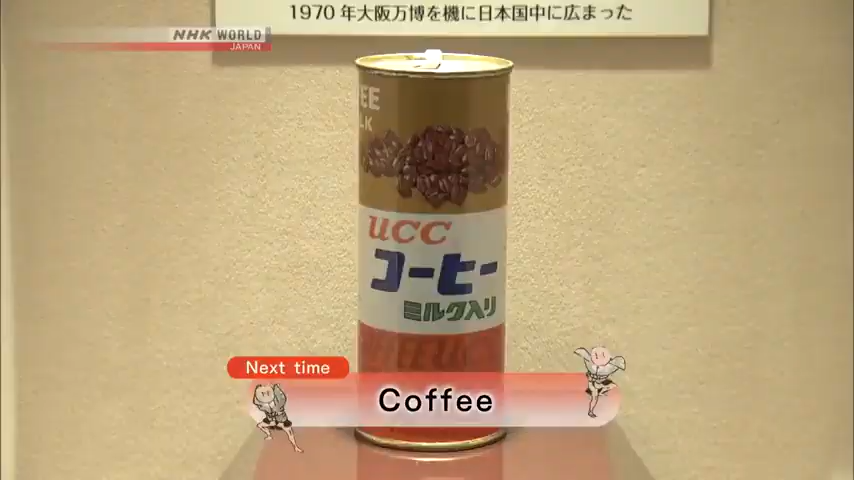 1970年大阪万博を機に日本国中に広まった
NHK WORLD
JAPAN
EE
LK
UCC
コーヒー
ミルク入り
Next time
Coffee